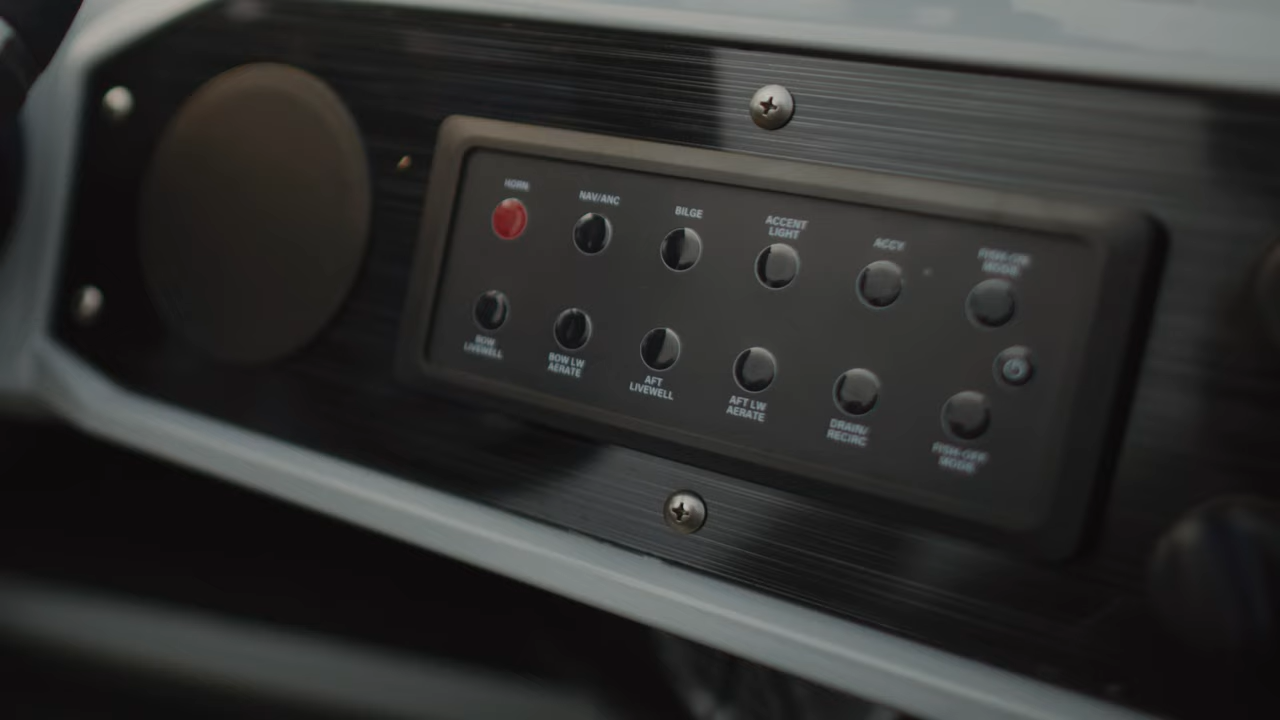 HORN
NAV/ANC
BILGE
ACCENT
LIGHT
ACCY
FISH-ON
MODE
BOW
LIVEWELL
BOW LW
AERATE
AFT
LIVEWELL
AFT LW
AERATE
DRAIN/
RECIRC
FISH-OFF
MODE